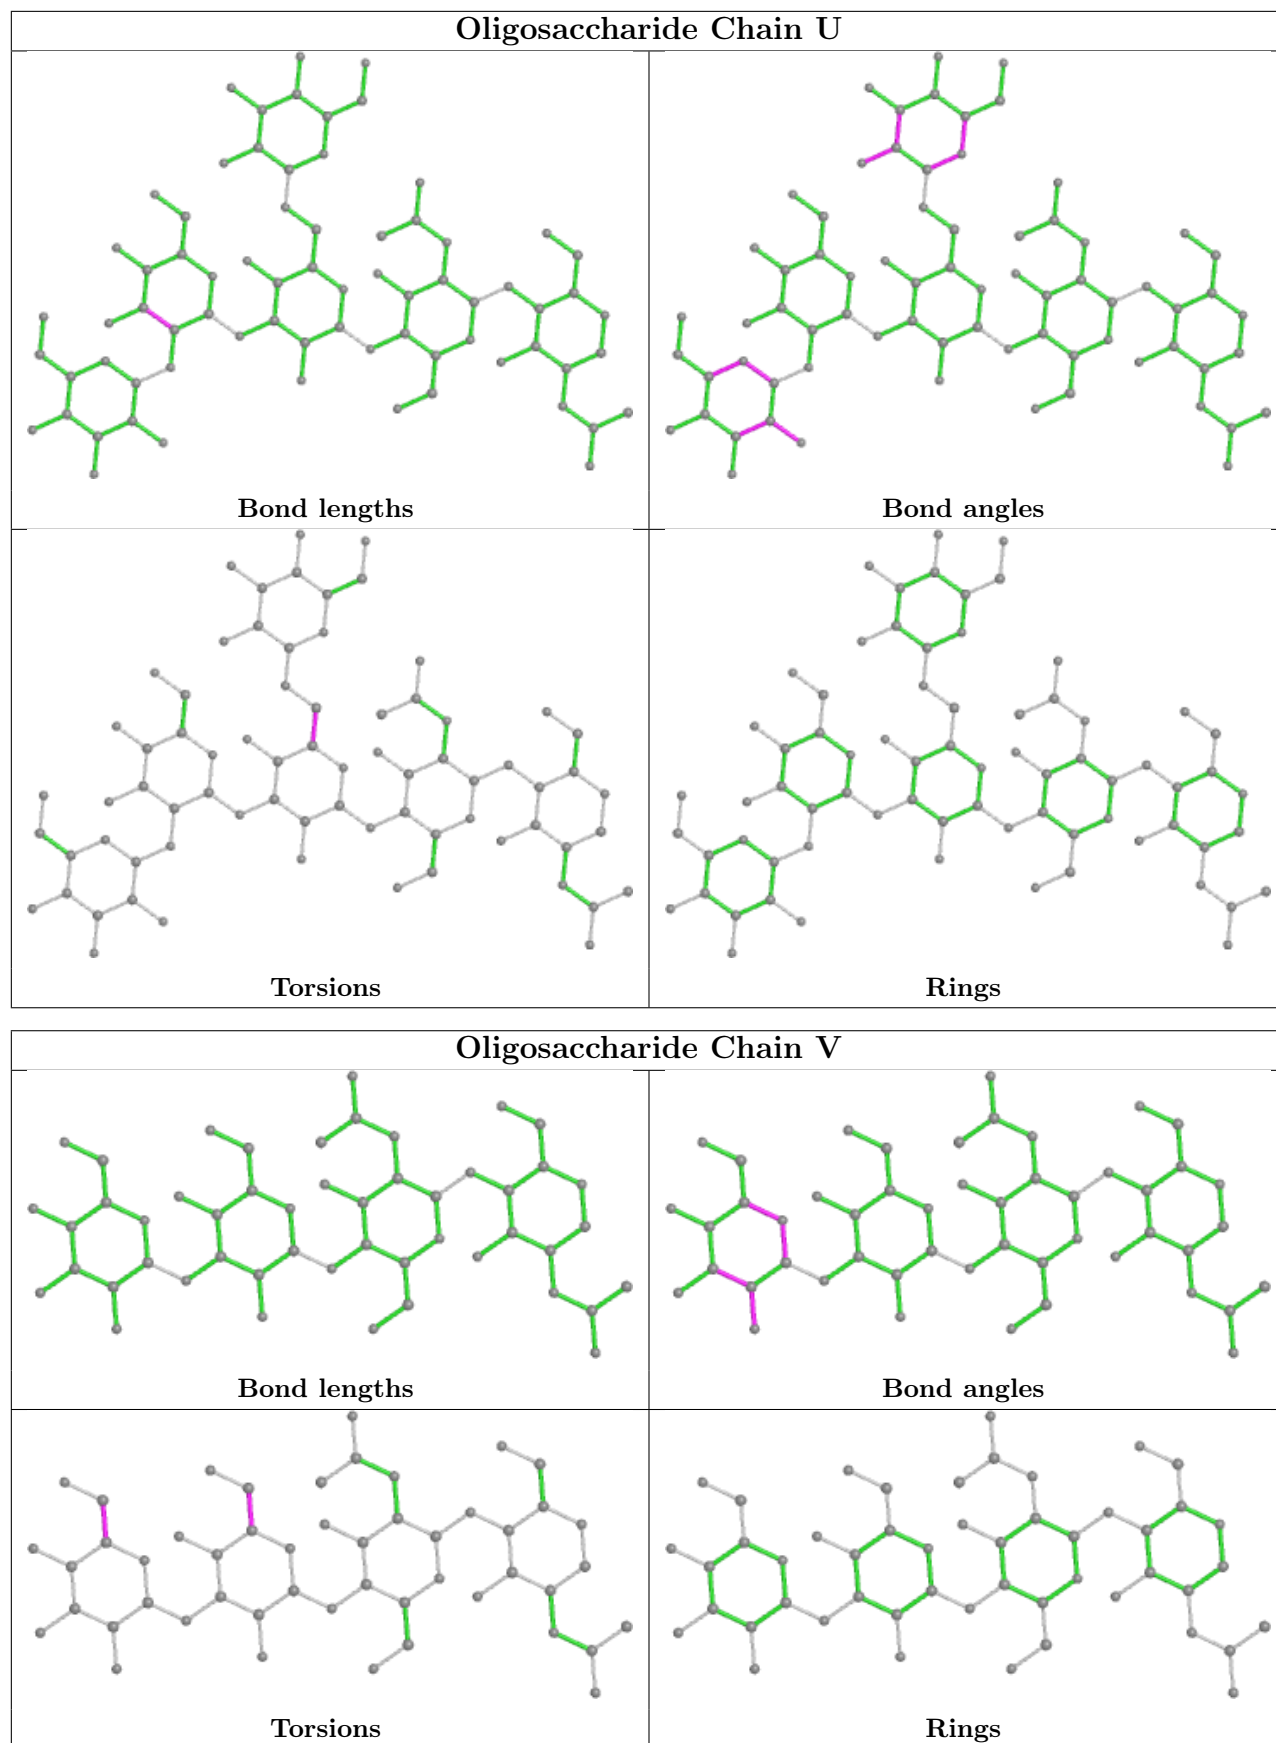 Oligosaccharide Chain U
Bond lengths
Bond angles
Torsions
Rings
Oligosaccharide Chain V
Bond lengths
Bond angles
Torsions
Rings